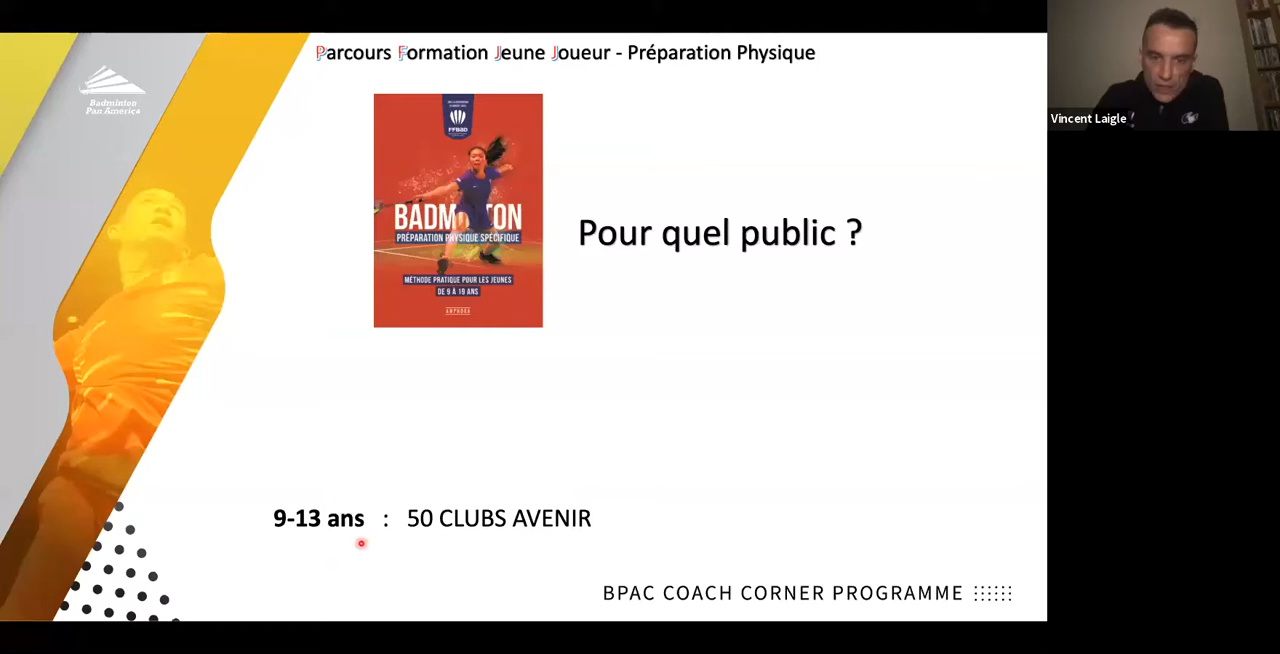 Parcours Formation Jeune Joueur - Préparation Physique
Vincent Laigle
Badminton
Pan America
FFBAD
BADMINTON
PRÉPARATION PHYSIQUE SPÉCIFIQUE
MÉTHODE PRATIQUE POUR LES JEUNES
DE 9 À 19 ANS
AMPHORA
Pour quel public ?
9-13 ans : 50 CLUBS AVENIR
BPAC COACH CORNER PROGRAMME